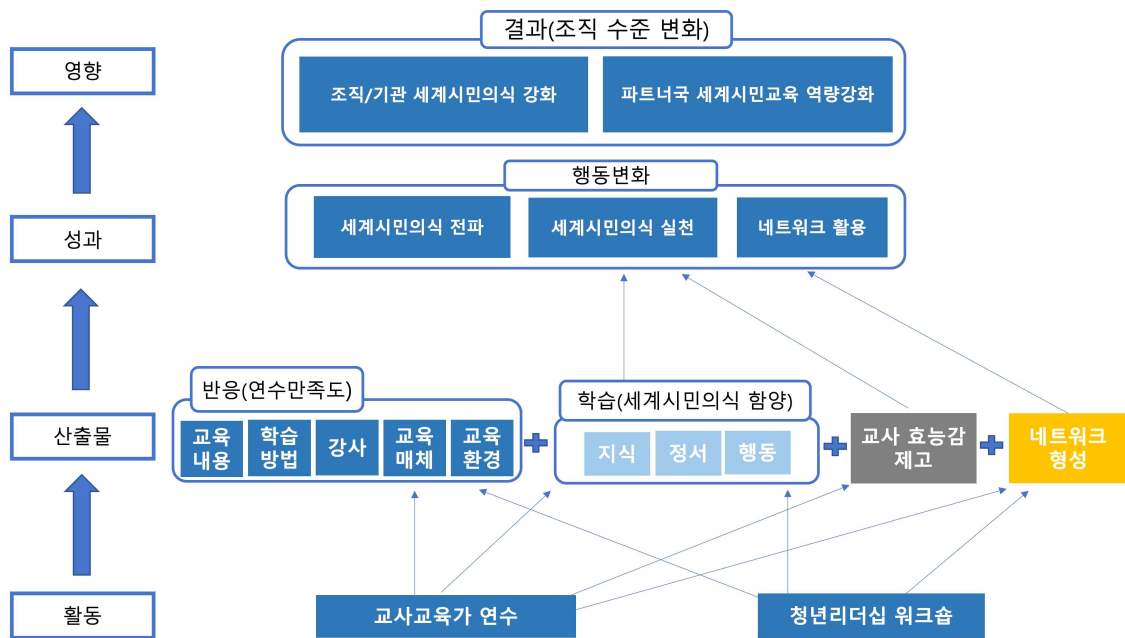 결과(조직 수준 변화)
영향
조직/기관 세계시민의식 강화
파트너국 세계시민교육 역량강화
행동변화
성과
세계시민의식 전파
세계시민의식 실천
네트워크 활용
반응(연수만족도)
학습(세계시민의식 함양)
산출물
교육
내용
학습
방법
강사
교육
매체
교육
환경
지식
정서
행동
교사 효능감
제고
네트워크
형성
활동
교사교육가 연수
청년리더십 워크숍